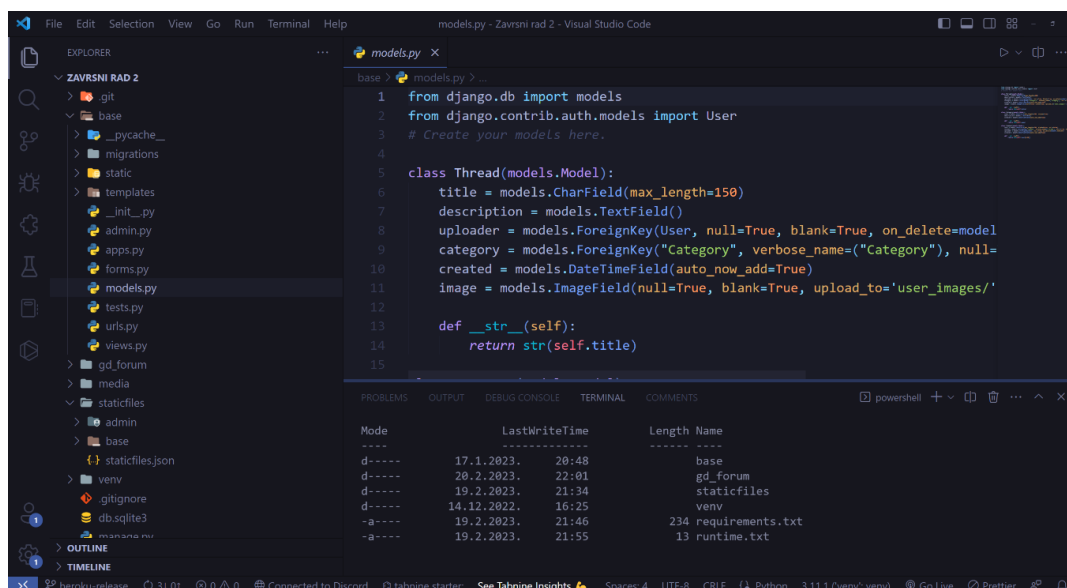 File Edit Selection View Go Run Terminal Help
models.py - Zavrsni rad 2 - Visual Studio Code
EXPLORER
ZAVRSNI RAD 2
.git
base
__pycache__
migrations
static
templates
__init__.py
admin.py
apps.py
forms.py
models.py
tests.py
urls.py
views.py
gd_forum
media
staticfiles
admin
base
staticfiles.json
venv
.gitignore
db.sqlite3
manage.py
OUTLINE
TIMELINE
models.py
base > models.py > ...
1 from django.db import models
2 from django.contrib.auth.models import User
3 # Create your models here.
4
5 class Thread(models.Model):
6 title = models.CharField(max_length=150)
7 description = models.TextField()
8 uploader = models.ForeignKey(User, null=True, blank=True, on_delete=model
9 category = models.ForeignKey("Category", verbose_name=("Category"), null=
10 created = models.DateTimeField(auto_now_add=True)
11 image = models.ImageField(null=True, blank=True, upload_to='user_images/'
12
13 def __str__(self):
14 return str(self.title)
15
PROBLEMS OUTPUT DEBUG CONSOLE TERMINAL COMMENTS
powershell
Mode LastWriteTime Length Name
---- ------------- ------ ----
d----- 17.1.2023. 20:48 base
d----- 20.2.2023. 22:01 gd_forum
d----- 19.2.2023. 21:34 staticfiles
d----- 14.12.2022. 16:25 venv
-a---- 19.2.2023. 21:46 234 requirements.txt
-a---- 19.2.2023. 21:55 13 runtime.txt
1
1
heroku-release 3↓0↑ 0 0 Connected to Discord tabnine starter See Tabnine Insights Spaces: 4 UTF-8 CRLF Python 3.11.1 ('venv': venv) Go Live Prettier